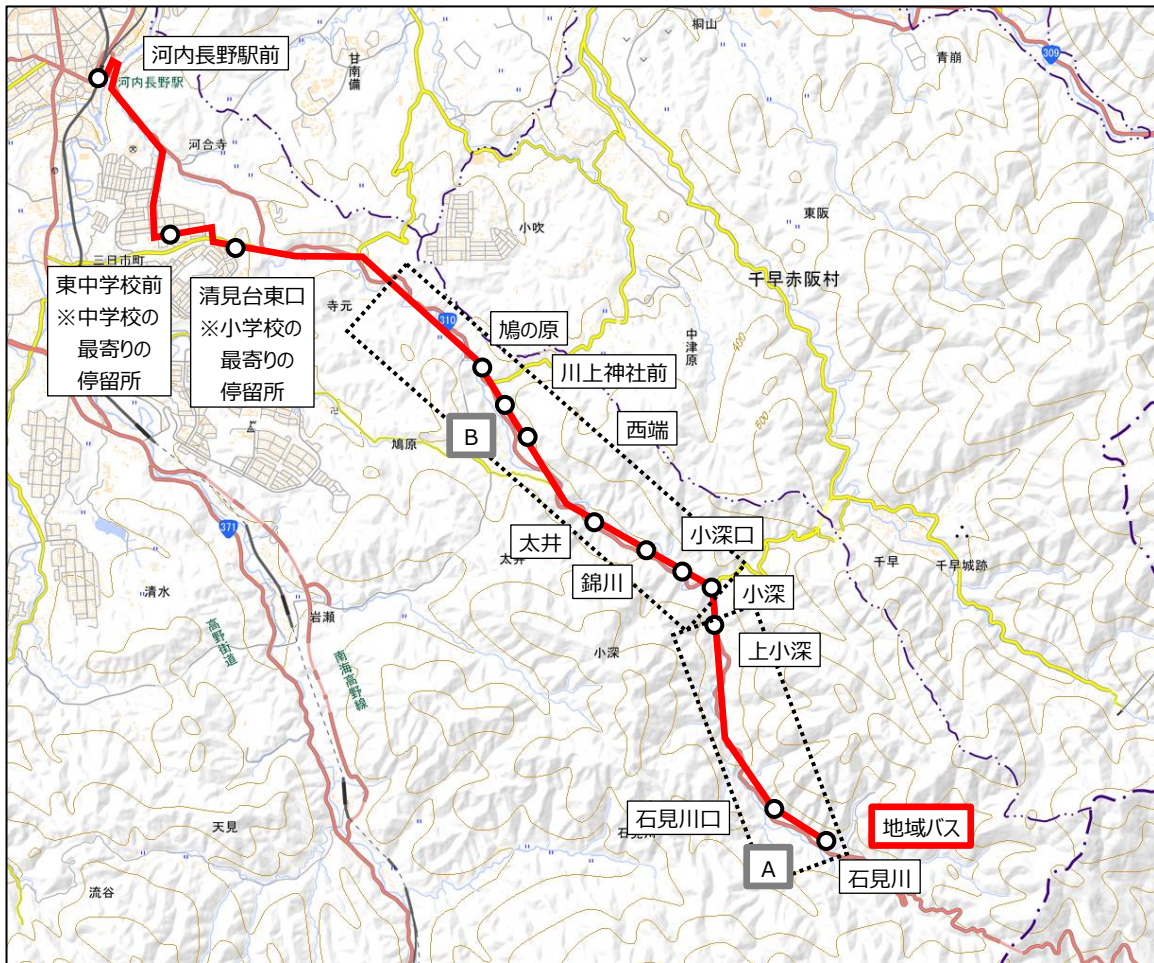 河内長野駅前
河内長野駅
甘南備
桐山
青崩
309
河合寺
小吹
東阪
三日市町
東中学校前
※中学校の
最寄りの
停留所
清見台東口
※小学校の
最寄りの
停留所
寺元
310
鳩の原
千早赤阪村
中津原
400
川上神社前
西端
500
B
鳩原
371
太井
太井
小深口
錦川
千早
千早城跡
清水
岩瀬
小深
小深
上小深
高野街道
南海高野線
天見
石見川口
地域バス
A
石見川
流谷